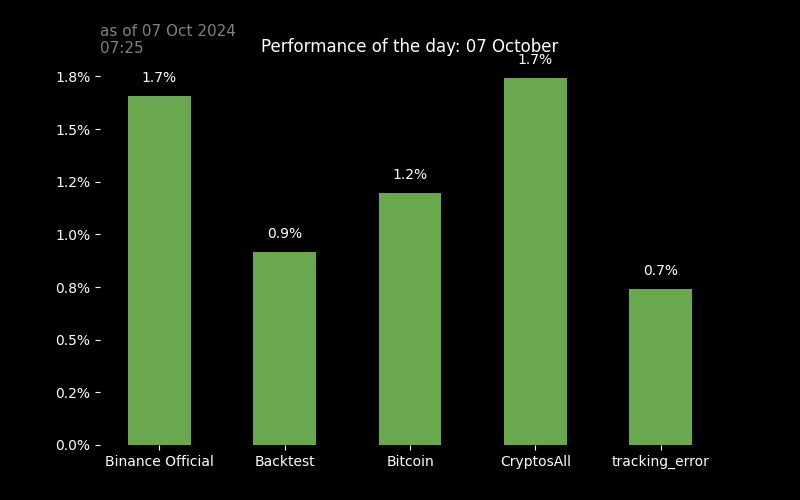 as of 07 Oct 2024
07:25
Performance of the day: 07 October
1.8%
1.5%
1.2%
1.0%
0.8%
0.5%
0.2%
0.0%
1.7%
0.9%
1.2%
1.7%
0.7%
Binance Official
Backtest
Bitcoin
CryptosAll
tracking_error